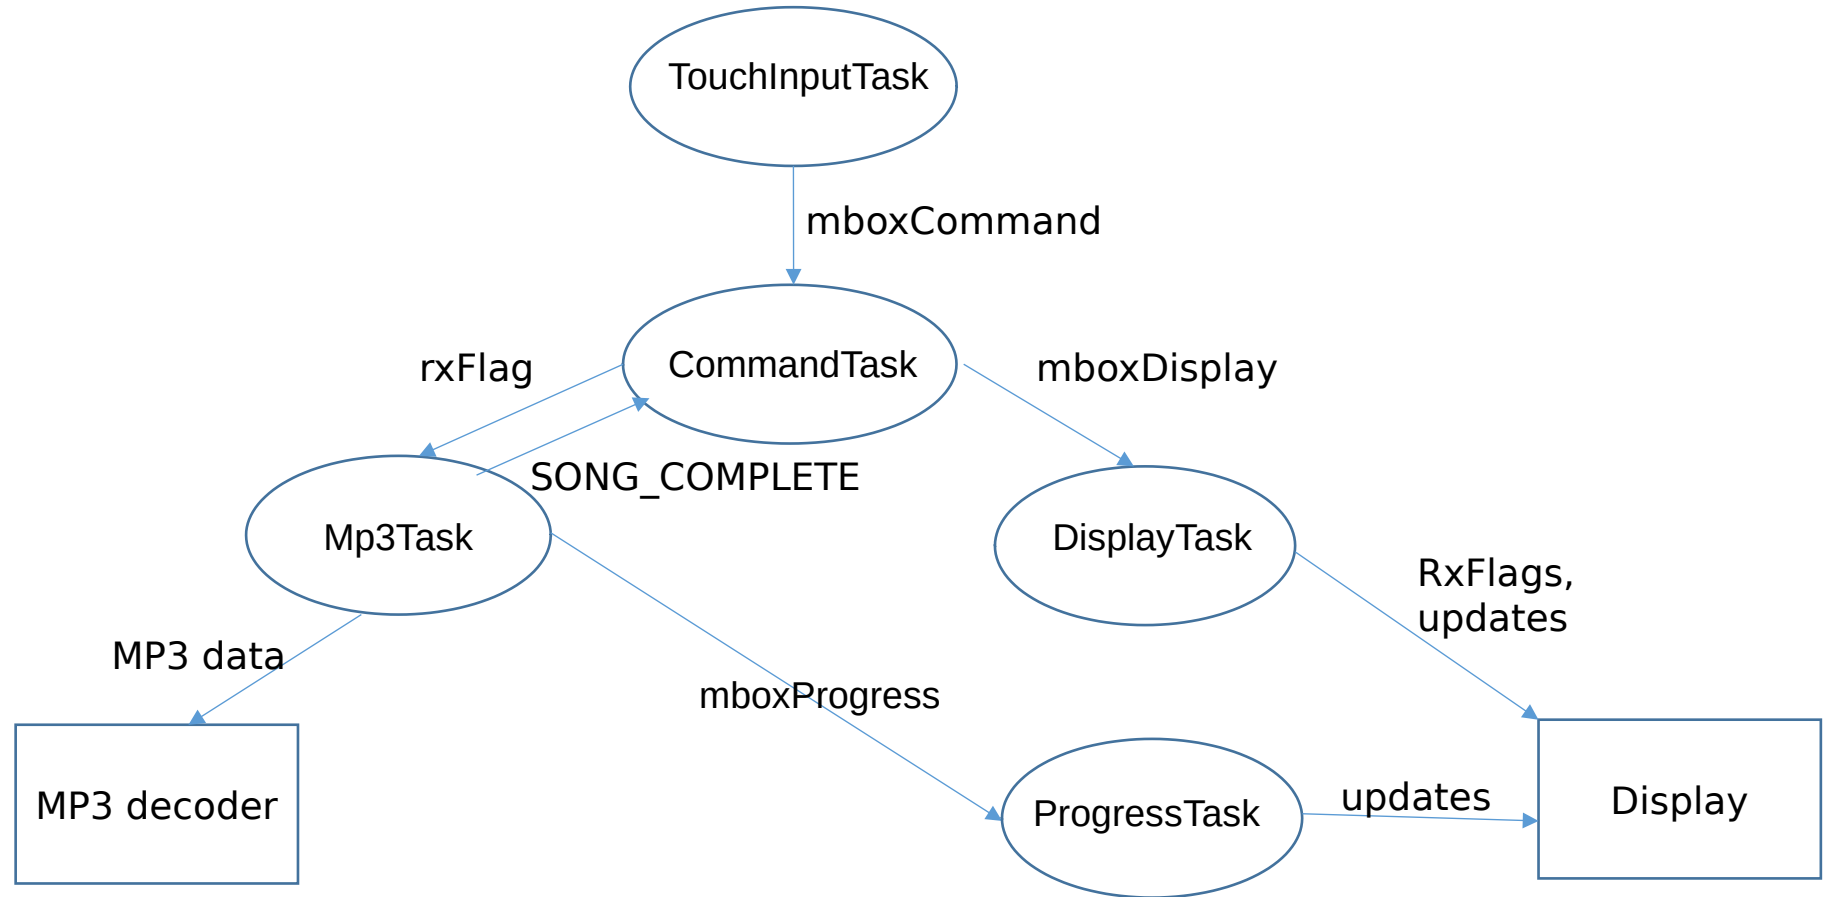 TouchInputTask
mboxCommand
rxFlag
CommandTask
mboxDisplay
SONG_COMPLETE
Mp3Task
DisplayTask
RxFlags,
updates
MP3 data
mboxProgress
MP3 decoder
ProgressTask
updates
Display